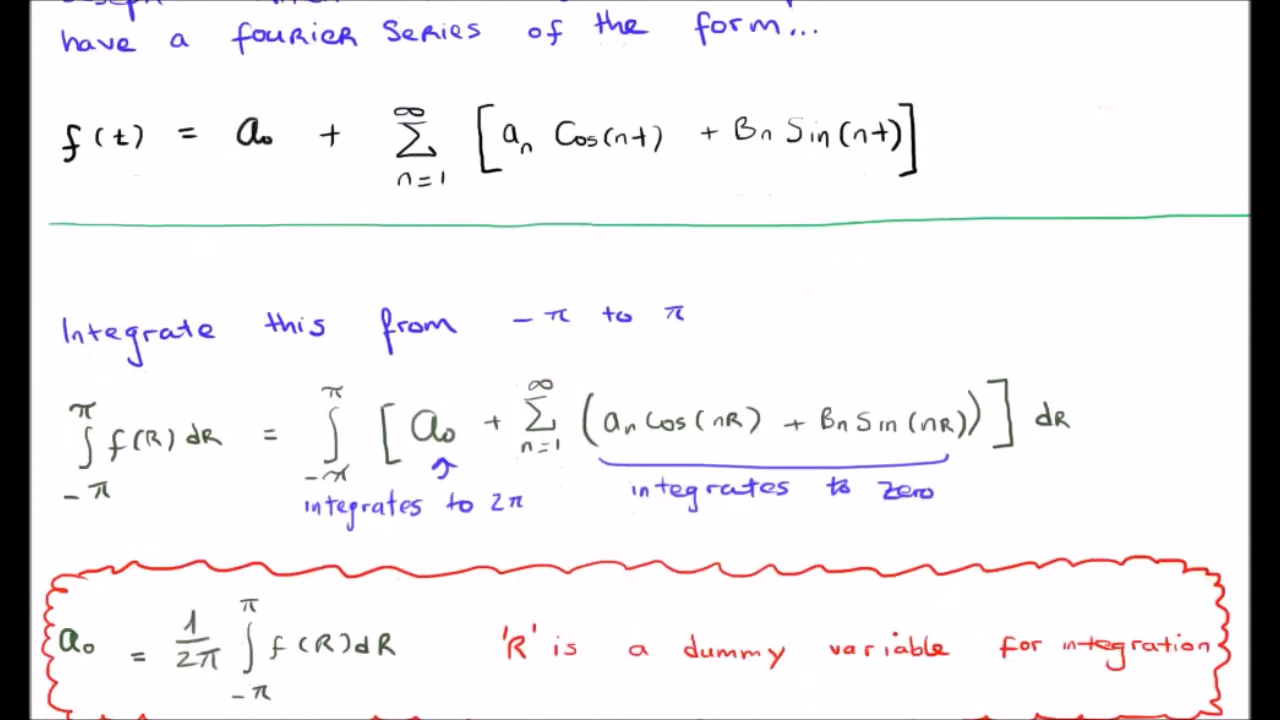 have a fourier series of the form...
f(t) = a₀ + ∞ Σ n=1 [aₙ Cos(nt) + Bₙ Sin(nt)]
Integrate this from -π to π
π ∫ -π f(R) dR = π ∫ -π [a₀ + ∞ Σ n=1 (aₙ Cos(nR) + Bₙ Sin(nR))] dR
integrates to 2π integrates to zero
a₀ = 1/2π π ∫ -π f(R)dR 'R' is a dummy variable for integration